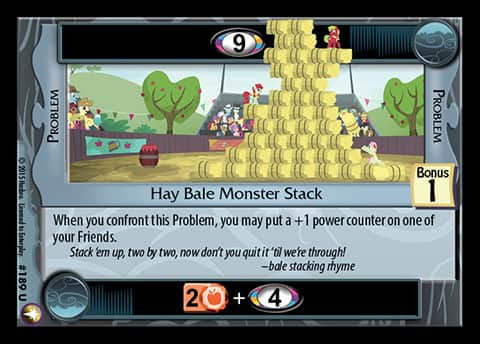 9
PROBLEM
PROBLEM
Hay Bale Monster Stack
Bonus
1
When you confront this Problem, you may put a +1 power counter on one of
your Friends.
Stack 'em up, two by two, now don't you quit it 'til we're through!
–bale stacking rhyme
© 2015 Hasbro. Licensed to Enterplay.
#189 U
2 + 4